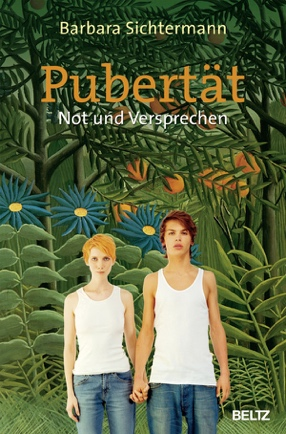 Barbara Sichtermann
Pubertät
Not und Versprechen
BELTZ